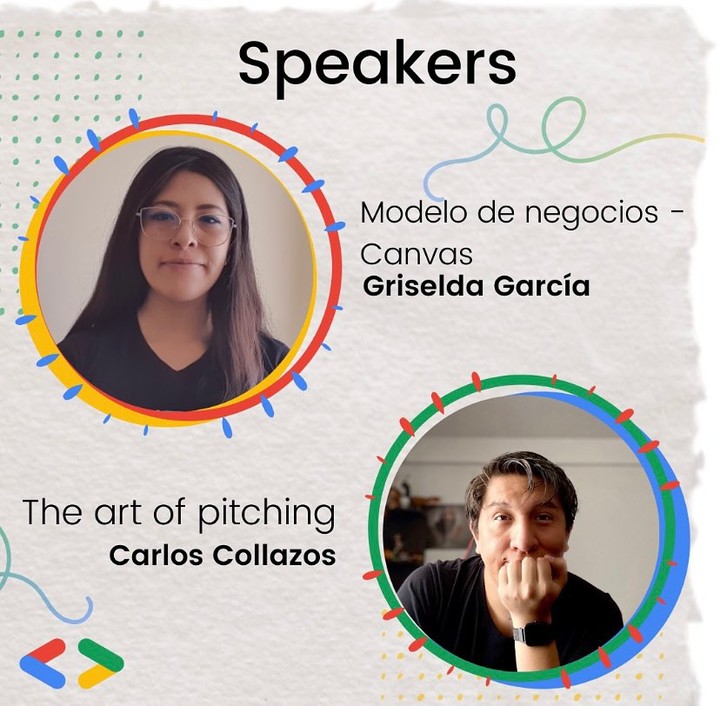 Speakers
Modelo de negocios -
Canvas
Griselda García
The art of pitching
Carlos Collazos